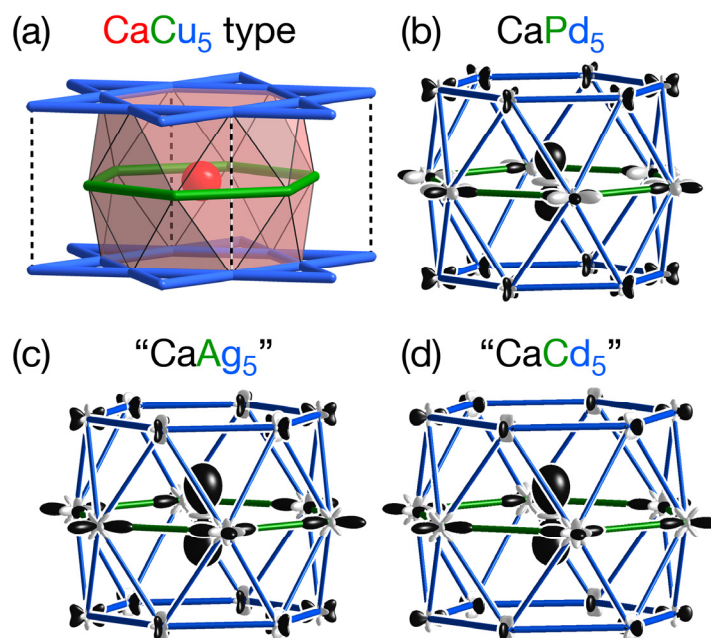 (a) CaCu₅ type
(b) CaPd₅
(c) “CaAg₅”
(d) “CaCd₅”